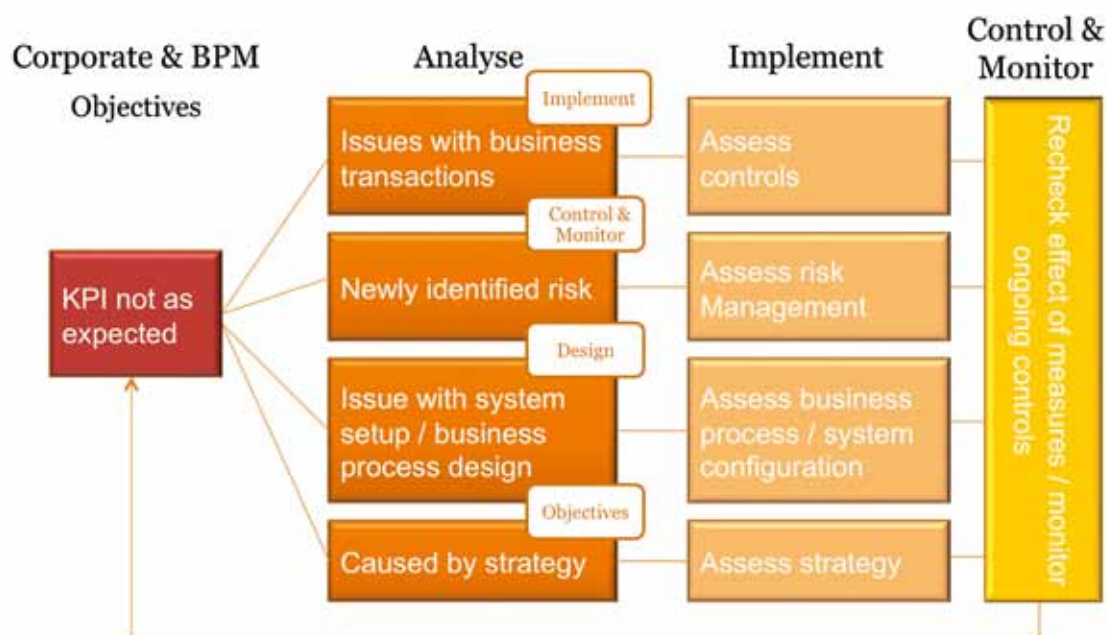 Corporate & BPM
Objectives
Analyse
Implement
Control &
Monitor
KPI not as
expected
Implement
Issues with business
transactions
Control &
Monitor
Newly identified risk
Design
Issue with system
setup / business
process design
Objectives
Caused by strategy
Assess
controls
Assess risk
Management
Assess business
process / system
configuration
Assess strategy
Recheck effect of measures / monitor
ongoing controls